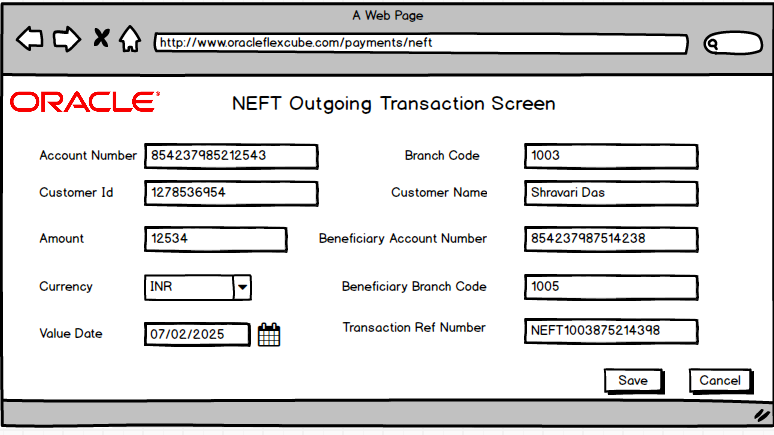 A Web Page
http://www.oracleflexcube.com/payments/neft
ORACLE
NEFT Outgoing Transaction Screen
Account Number 854237985212543 Branch Code 1003
Customer Id 1278536954 Customer Name Shravari Das
Amount 12534 Beneficiary Account Number 854237987514238
Currency INR Beneficiary Branch Code 1005
Value Date 07/02/2025 Transaction Ref Number NEFT1003875214398
Save Cancel